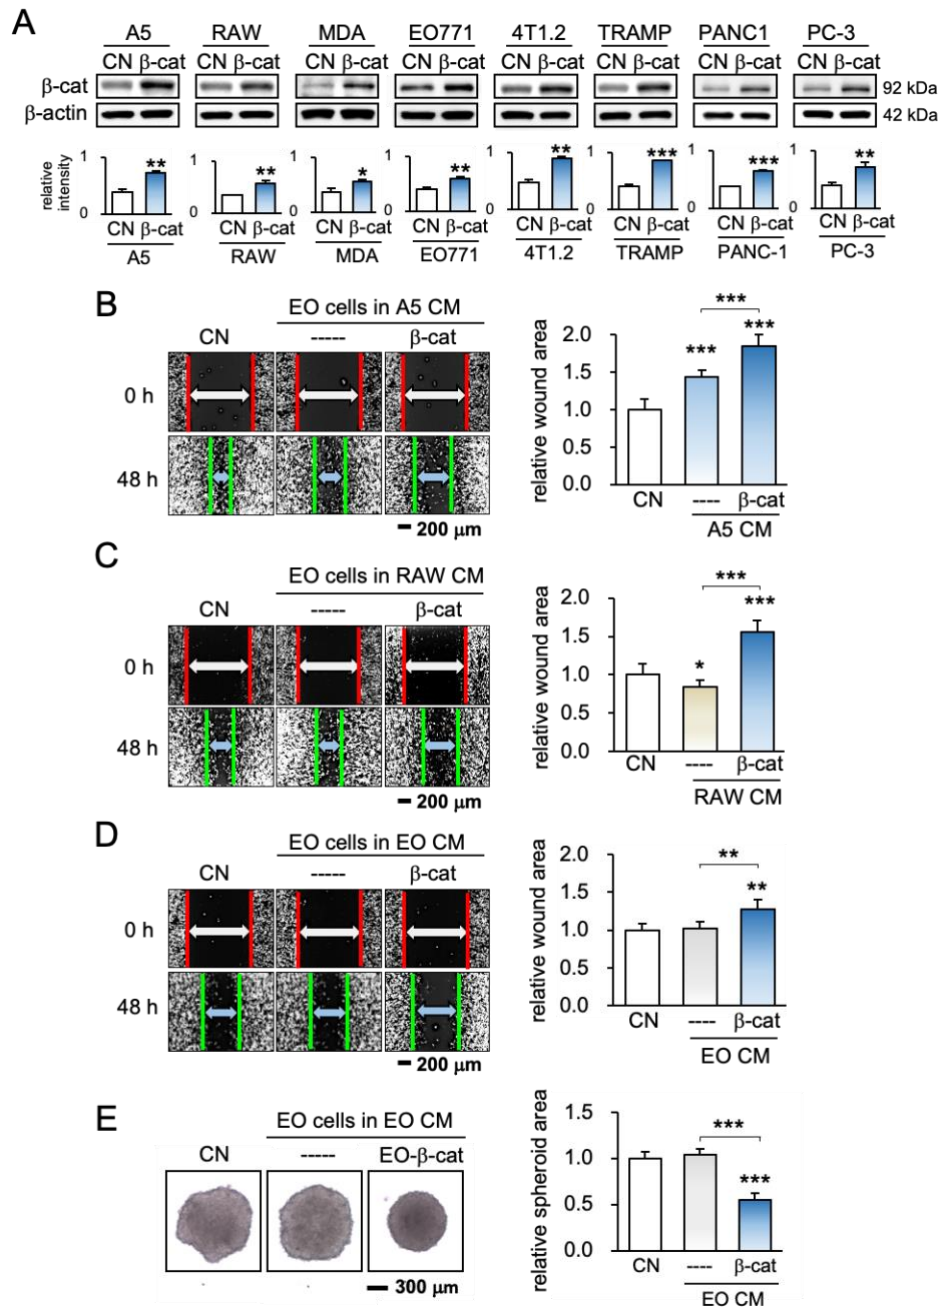 A
A5 RAW MDA EO771 4T1.2 TRAMP PANC1 PC-3
CN β-cat CN β-cat CN β-cat CN β-cat CN β-cat CN β-cat CN β-cat CN β-cat
β-cat 92 kDa
β-actin 42 kDa
relative intensity
1 ** 1 ** 1 * 1 ** 1 ** 1 *** 1 *** 1 **
0 0 0 0 0 0 0 0
CN β-cat CN β-cat CN β-cat CN β-cat CN β-cat CN β-cat CN β-cat CN β-cat
A5 RAW MDA EO771 4T1.2 TRAMP PANC-1 PC-3
B
EO cells in A5 CM
CN ----- β-cat
0 h
48 h
200 μm
relative wound area
2.0
1.5
1.0
0.5
0.0
***
***
***
CN ---- β-cat
A5 CM
C
EO cells in RAW CM
CN ----- β-cat
0 h
48 h
200 μm
relative wound area
2.0
1.5
1.0
0.5
0.0
***
***
*
CN ---- β-cat
RAW CM
D
EO cells in EO CM
CN ----- β-cat
0 h
48 h
200 μm
relative wound area
2.0
1.5
1.0
0.5
0.0
**
**
CN ---- β-cat
EO CM
E
EO cells in EO CM
CN ----- EO-β-cat
300 μm
relative spheroid area
1.5
1.0
0.5
0.0
***
***
CN ---- β-cat
EO CM